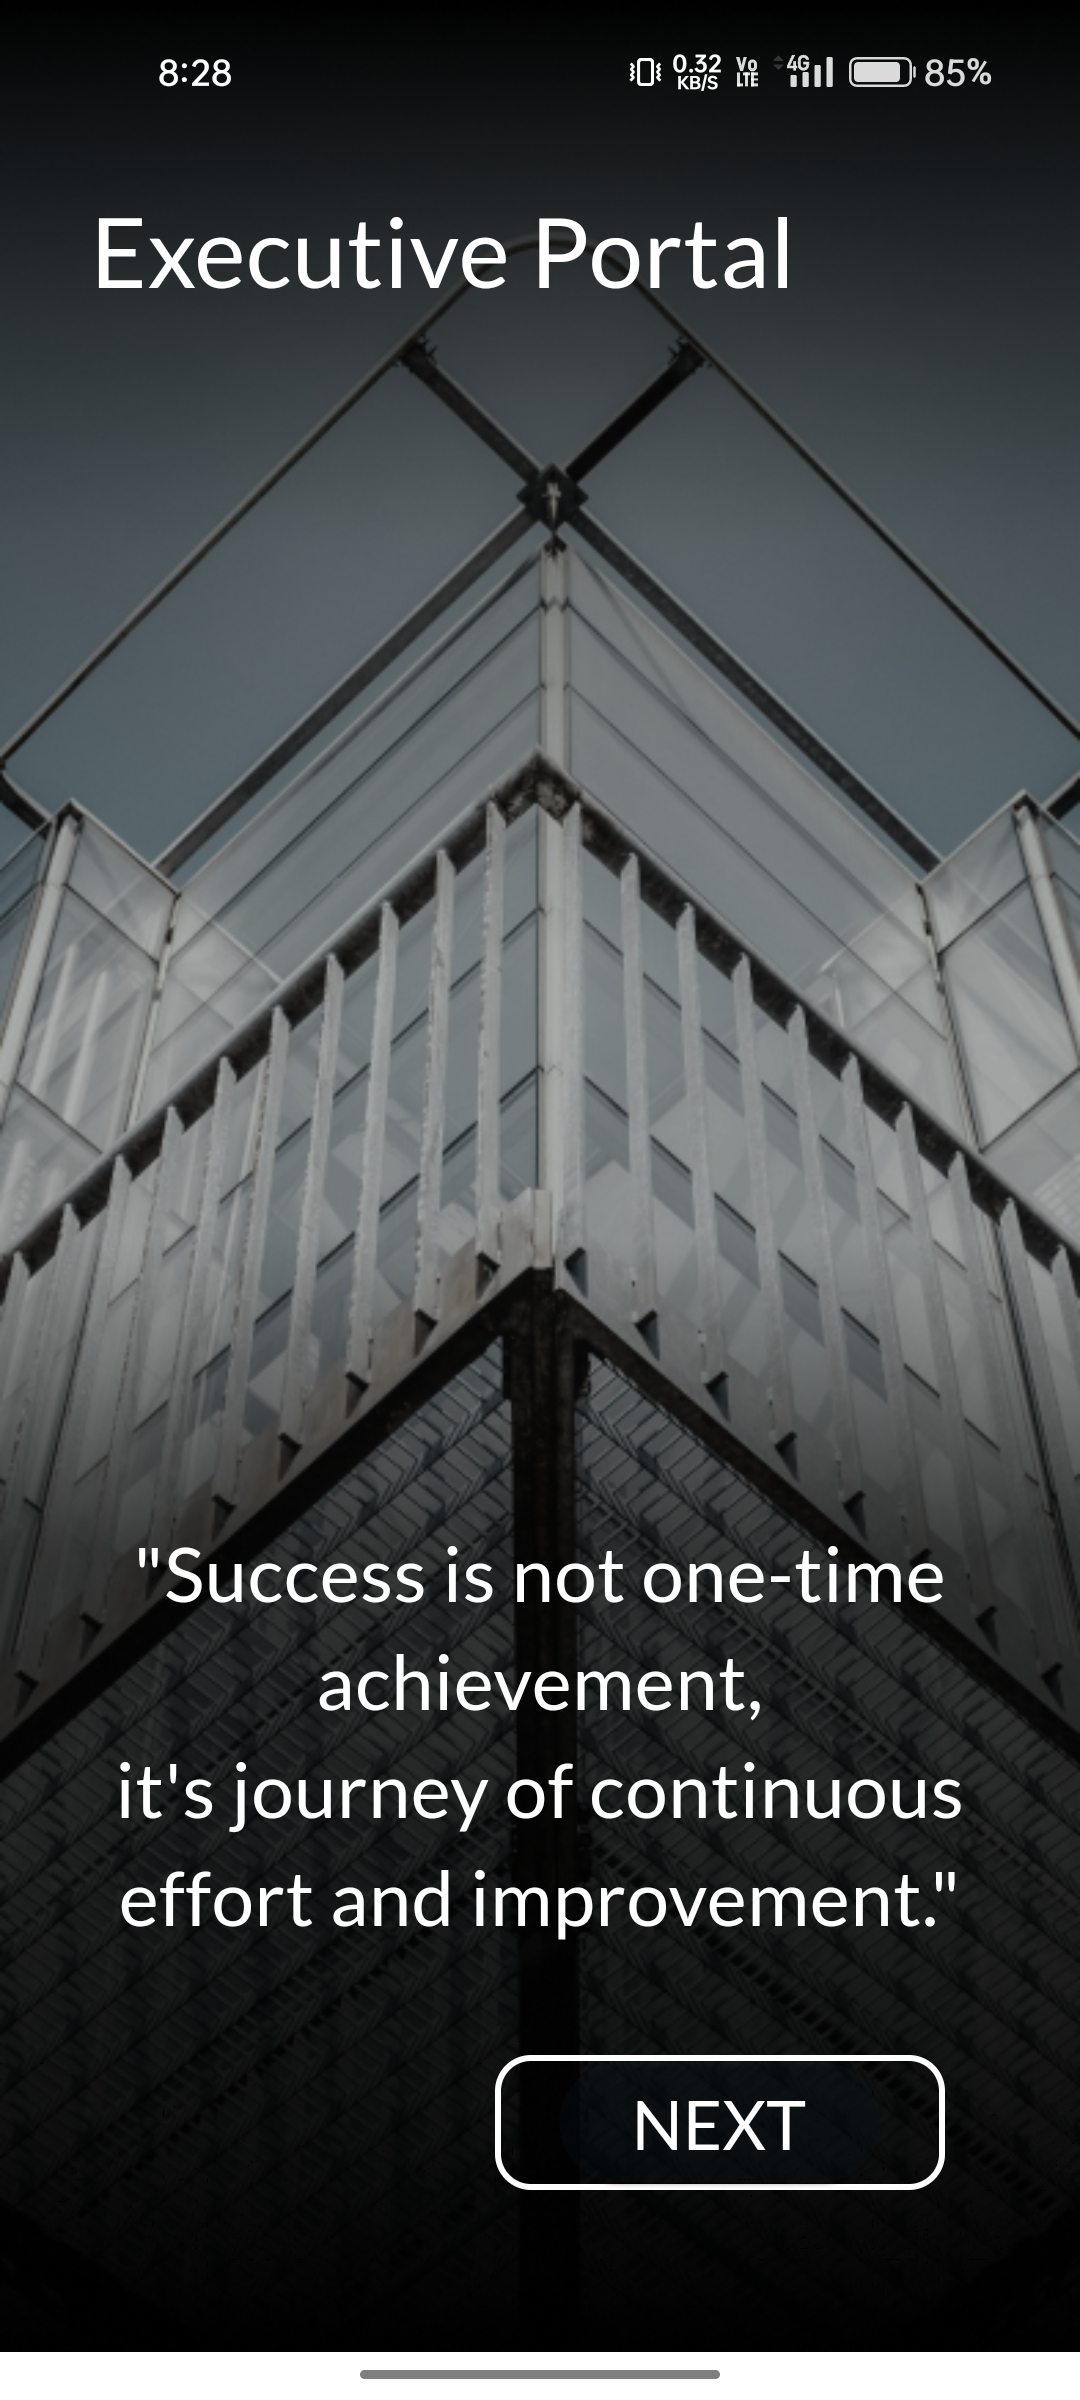 8:28
0.32
KB/S
Vo
LTE
4G
85%
Executive Portal
"Success is not one-time
achievement,
it's journey of continuous
effort and improvement."
NEXT